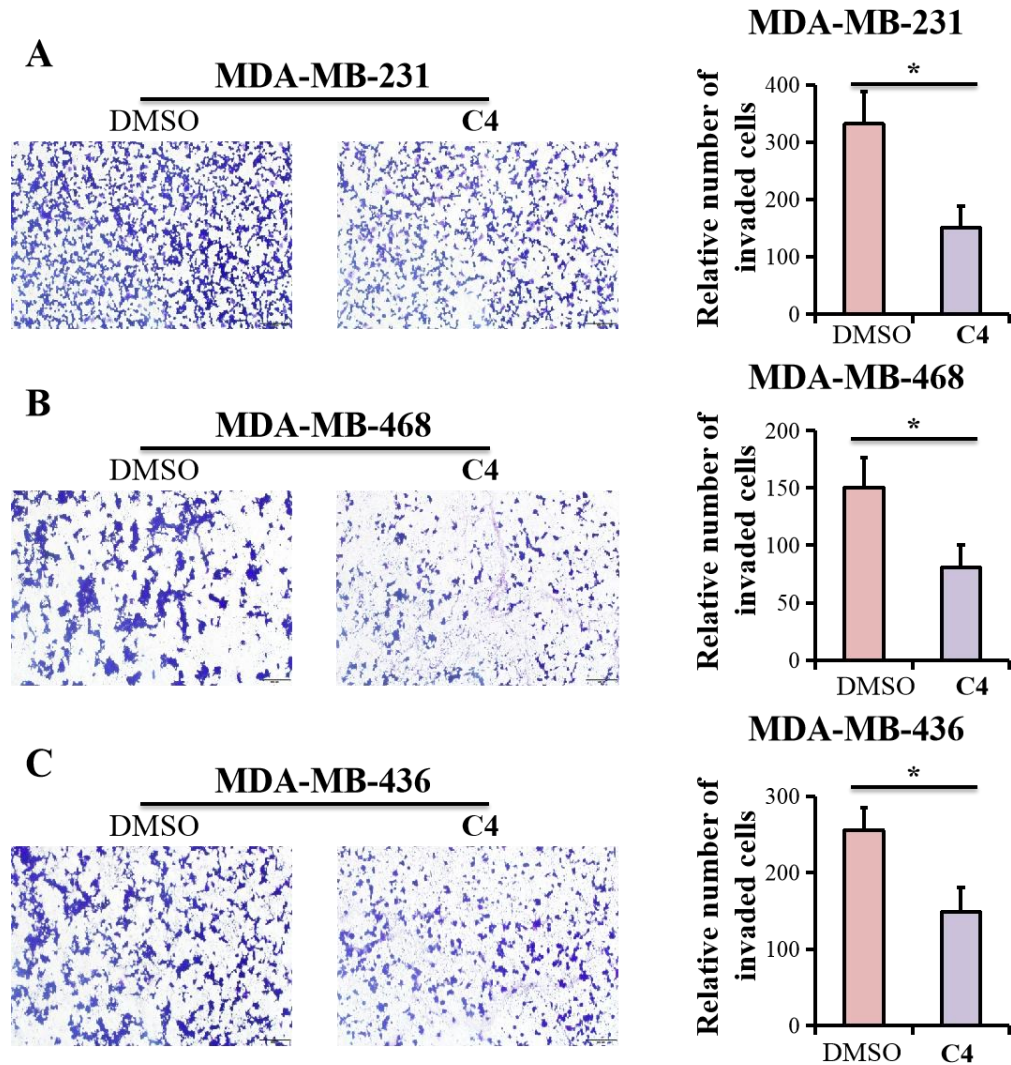 A
MDA-MB-231
DMSO C4
MDA-MB-231
Relative number of
invaded cells
400
300
200
100
0
*
DMSO C4
B
MDA-MB-468
DMSO C4
MDA-MB-468
Relative number of
invaded cells
200
150
100
50
0
*
DMSO C4
C
MDA-MB-436
DMSO C4
MDA-MB-436
Relative number of
invaded cells
300
200
100
0
*
DMSO C4